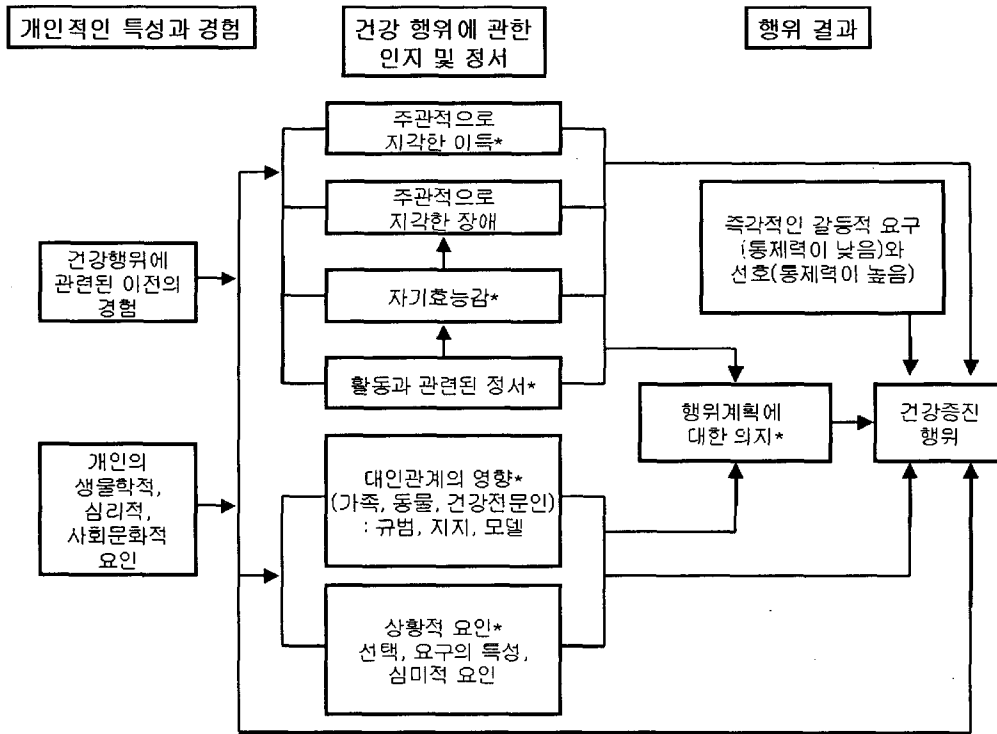 개인적인 특성과 경험
건강 행위에 관한
인지 및 정서
행위 결과
주관적으로
지각한 이득*
주관적으로
지각한 장애
자기효능감*
활동과 관련된 정서*
건강행위에
관련된 이전의
경험
개인의
생물학적,
심리적,
사회문화적
요인
대인관계의 영향*
(가족, 동물, 건강전문인)
: 규범, 지지, 모델
상황적 요인*
선택, 요구의 특성,
심미적 요인
즉각적인 갈등적 요구
(통제력이 낮음)와
선호(통제력이 높음)
행위계획에
대한 의지*
건강증진
행위